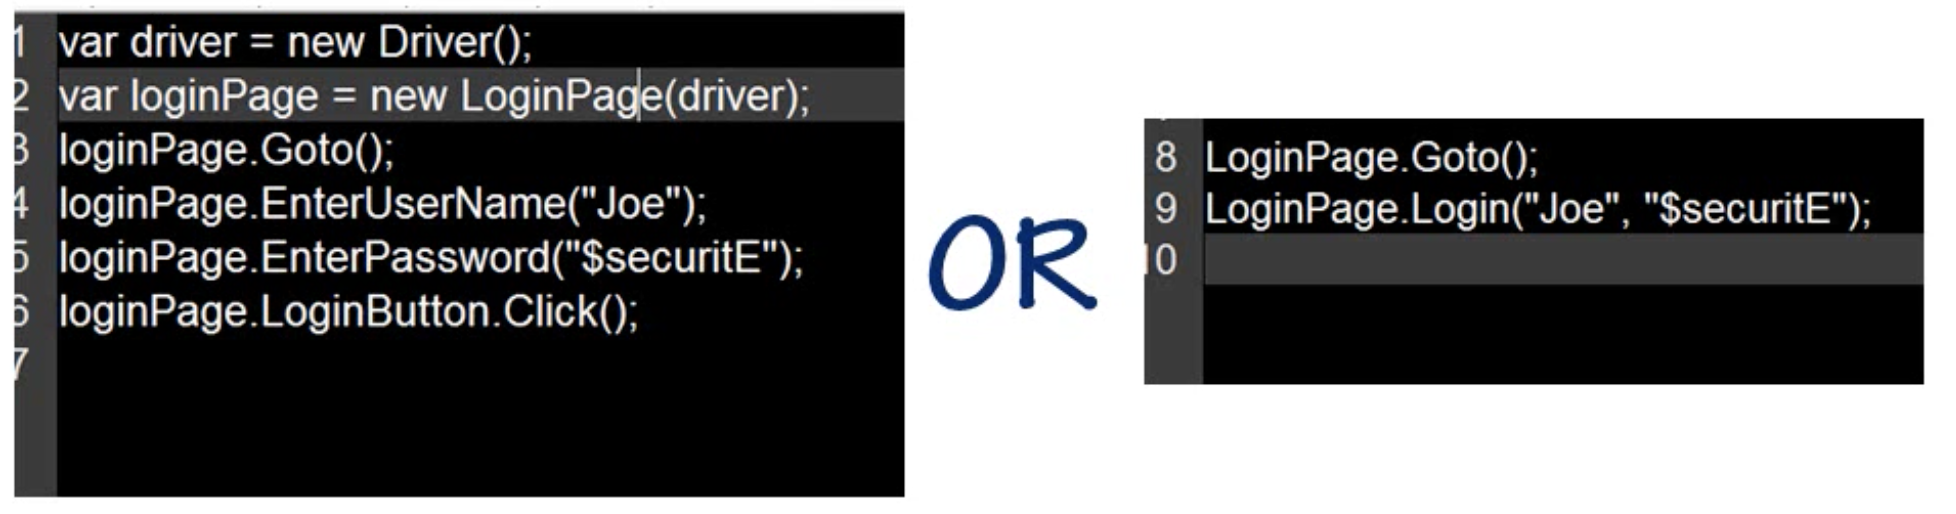 1 var driver = new Driver();
2 var loginPage = new LoginPage(driver);
3 loginPage.Goto();
4 loginPage.EnterUserName("Joe");
5 loginPage.EnterPassword("$securitE");
6 loginPage.LoginButton.Click();
7
OR
8 LoginPage.Goto();
9 LoginPage.Login("Joe", "$securitE");
10